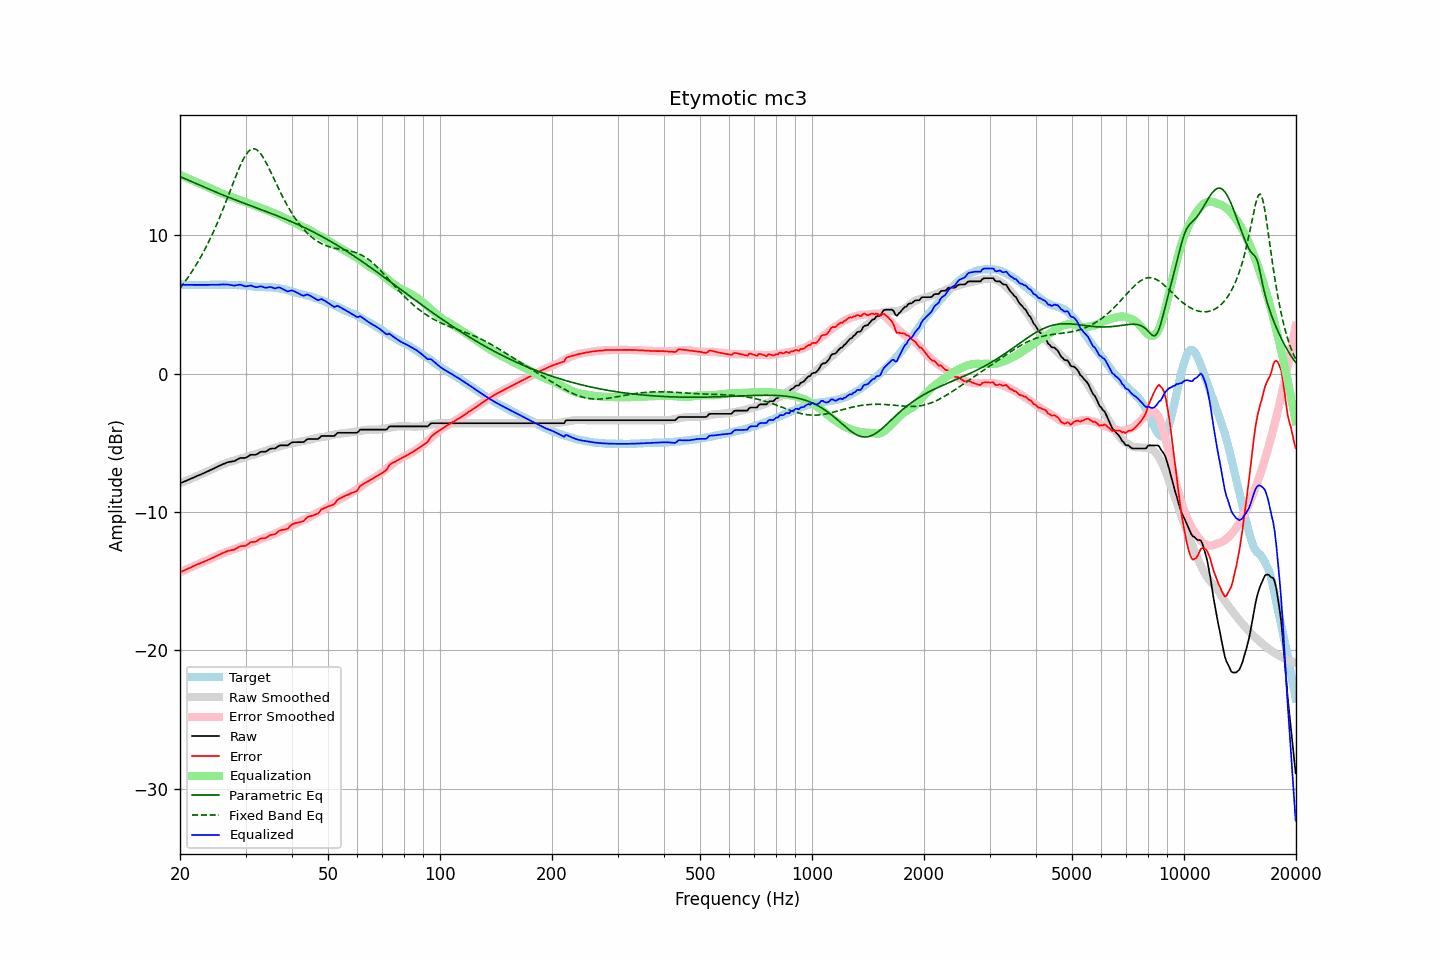 Etymotic mc3
Amplitude (dBr)
10
0
−10
−20
−30
Target
Raw Smoothed
Error Smoothed
Raw
Error
Equalization
Parametric Eq
Fixed Band Eq
Equalized
20 50 100 200 500 1000 2000 5000 10000 20000
Frequency (Hz)